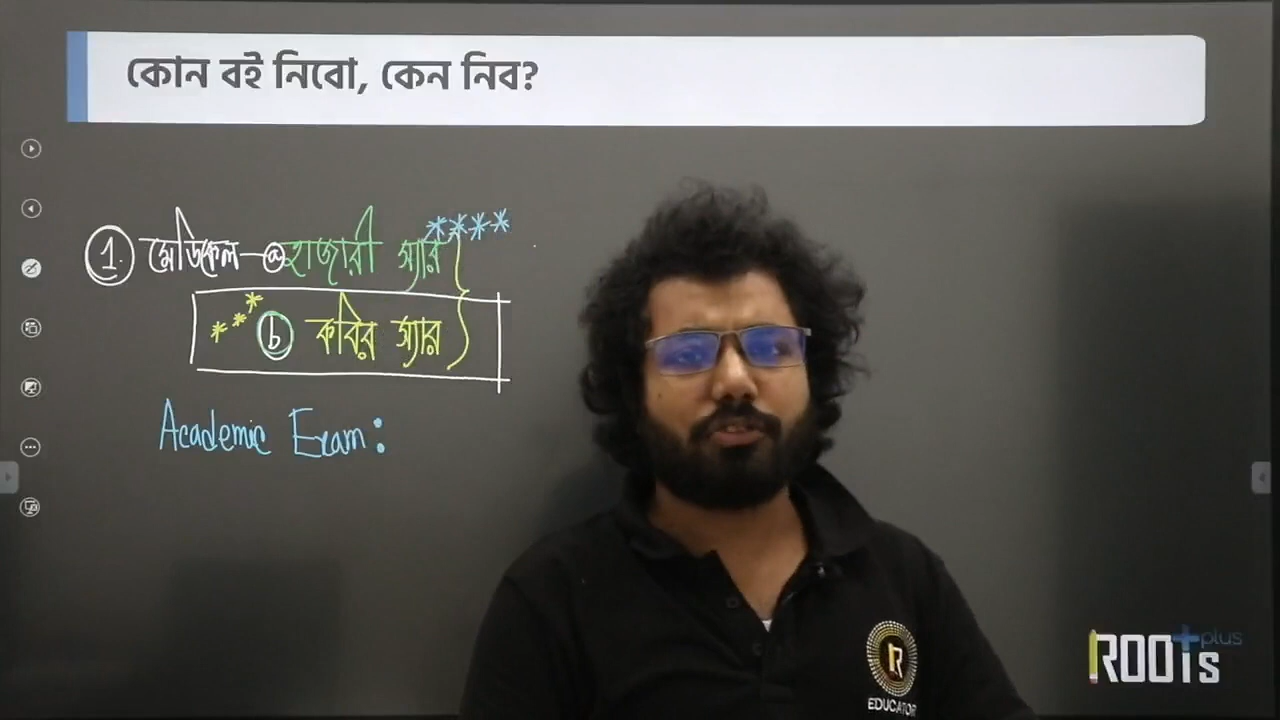 কোন বই নিবো, কেন নিব?
1. মেডিকেল — a হাজারী স্যার ****
*** b কবির স্যার
Academic Exam:
R
EDUCATOR
ROOTs +plus